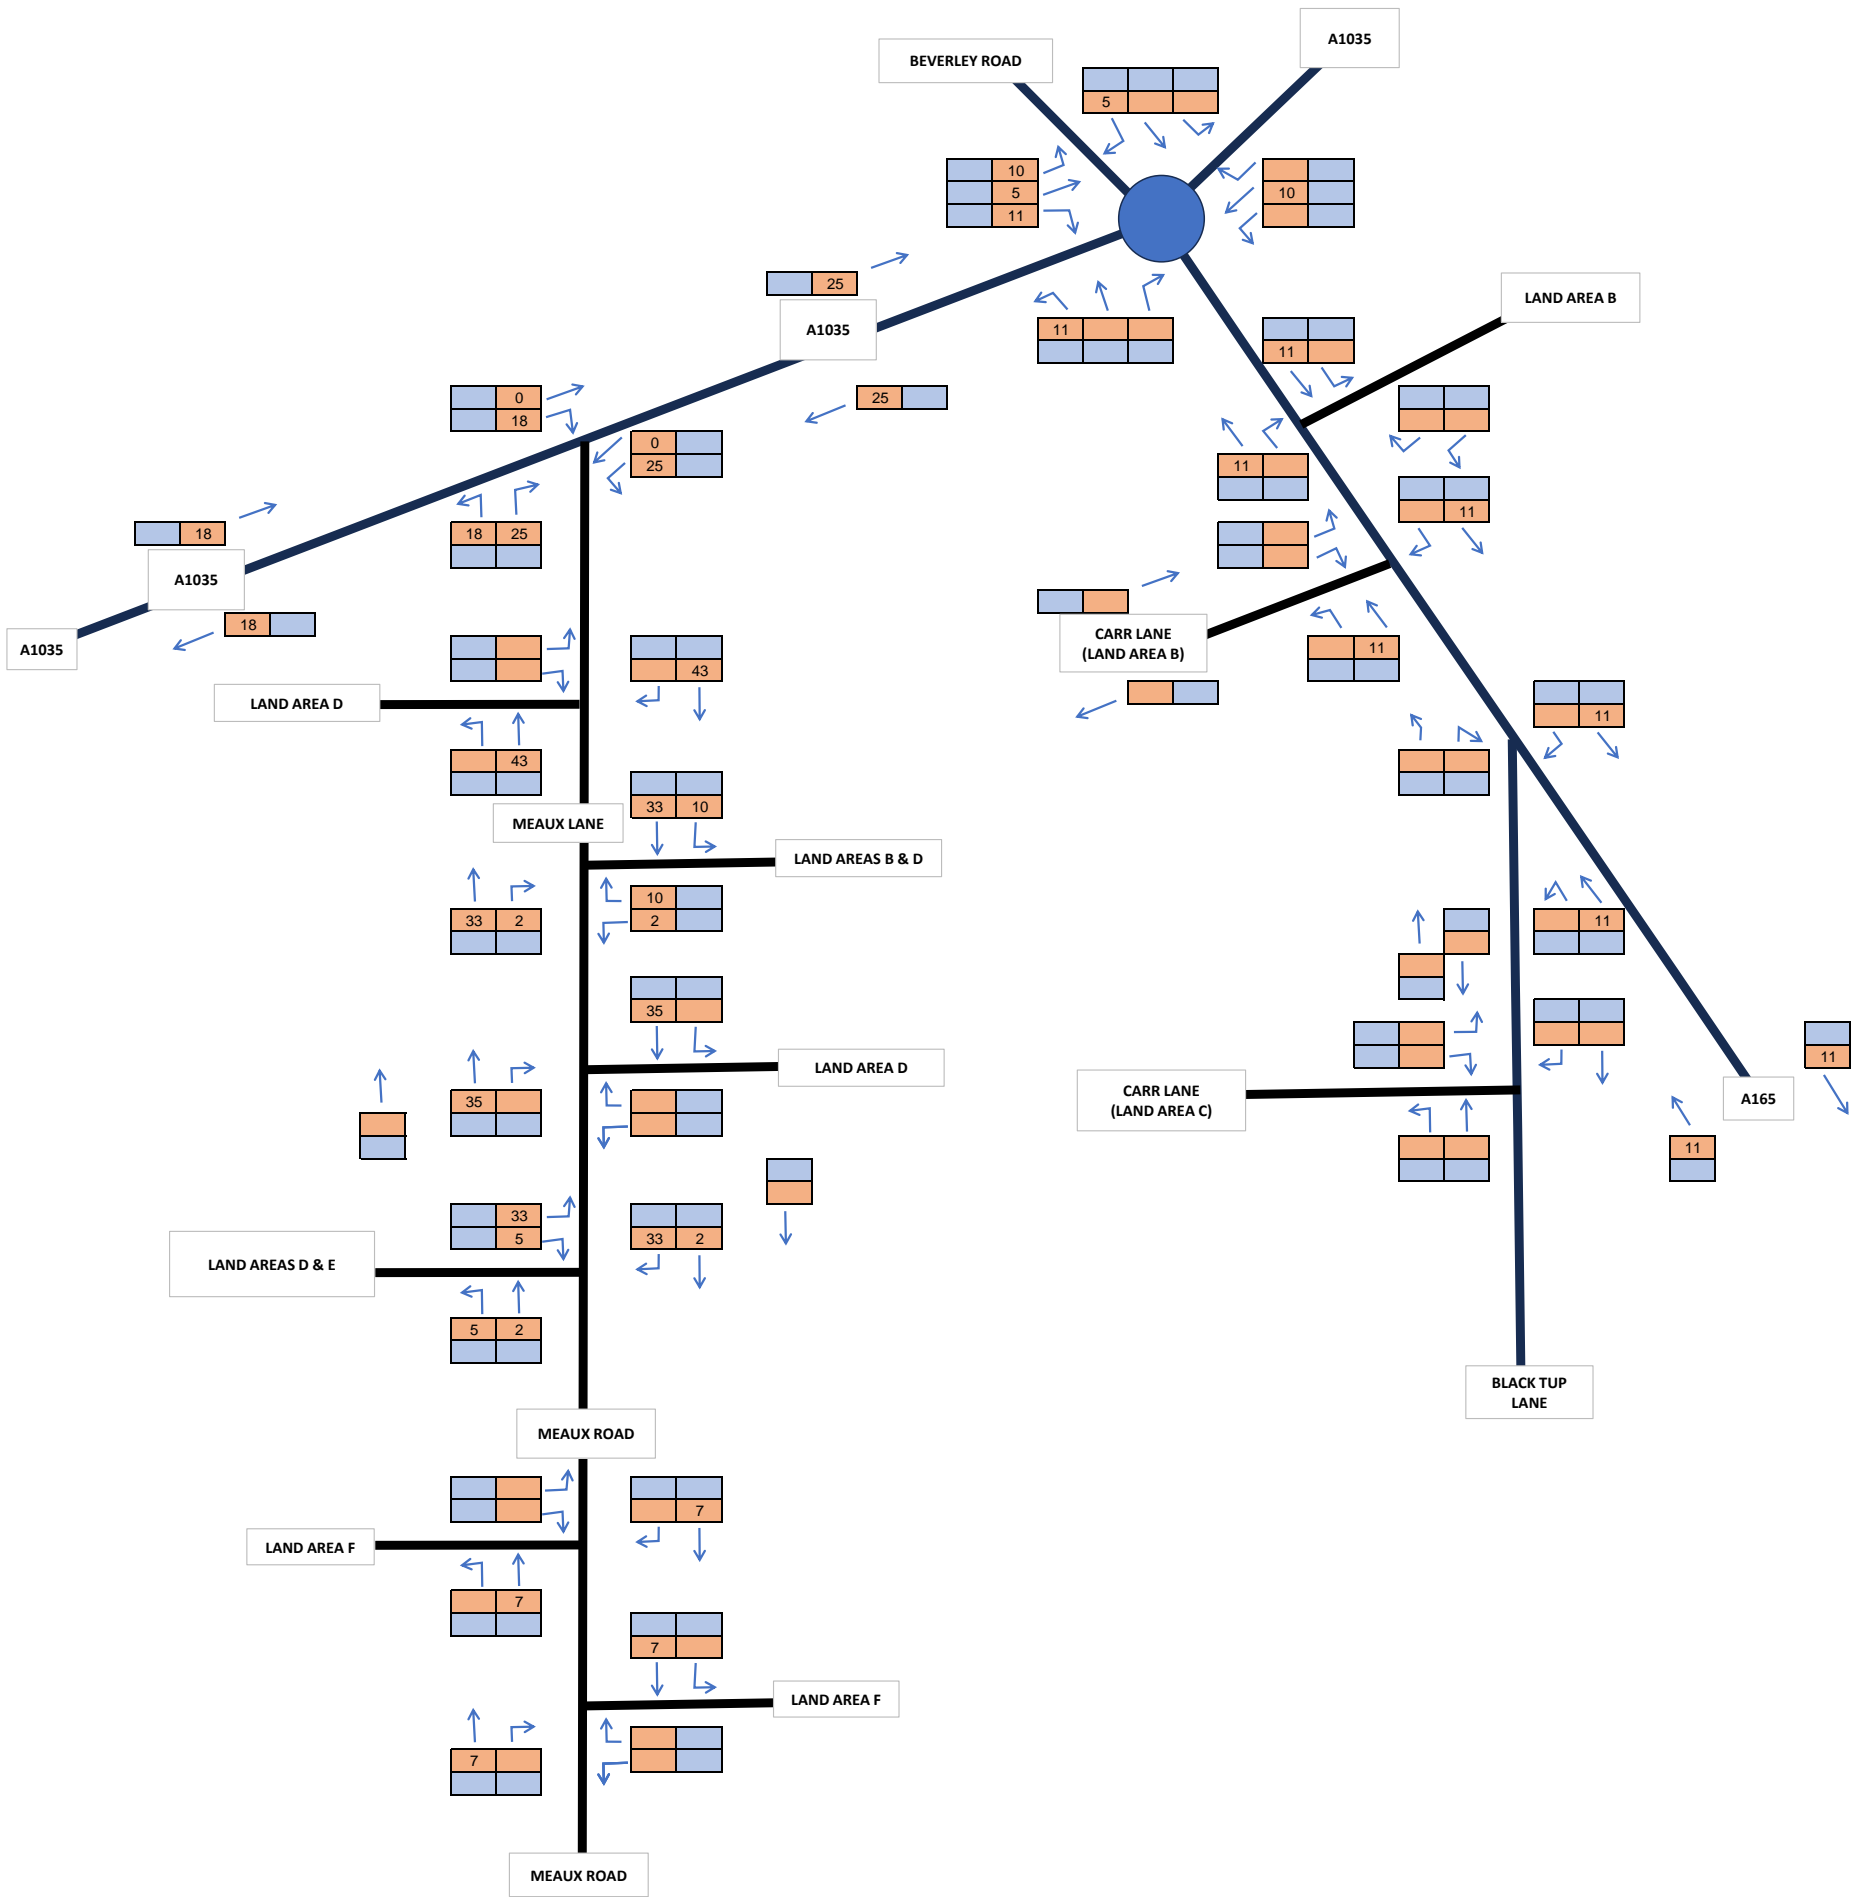 A1035
BEVERLEY ROAD
5
10
5
11
10
25
A1035
11
LAND AREA B
11
0
18
25
0
25
11
18
18 25
11
A1035
18
A1035
CARR LANE
(LAND AREA B)
11
43
LAND AREA D
11
43
33 10
MEAUX LANE
LAND AREAS B & D
10
33 2
2
11
35
LAND AREA D
35
11
CARR LANE
(LAND AREA C)
A165
11
33
5
33 2
LAND AREAS D & E
5 2
BLACK TUP
LANE
MEAUX ROAD
7
LAND AREA F
7
7
LAND AREA F
7
MEAUX ROAD